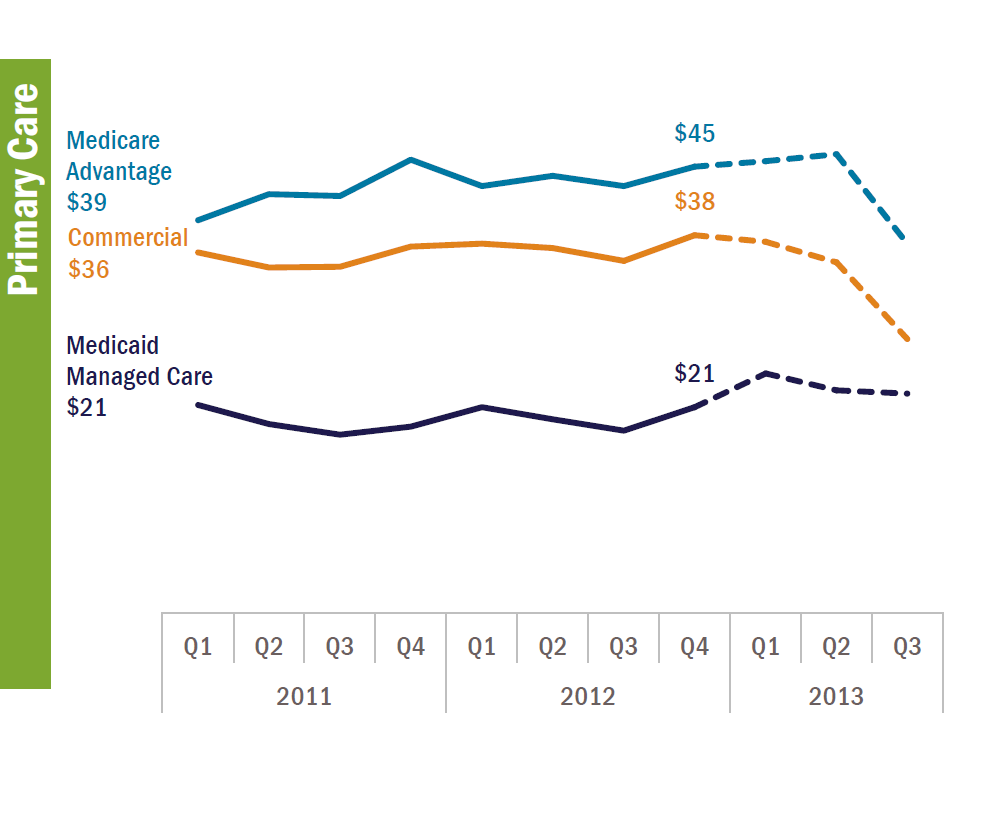 Primary Care
Medicare
Advantage
$39
Commercial
$36
Medicaid
Managed Care
$21
$45
$38
$21
Q1 Q2 Q3 Q4 Q1 Q2 Q3 Q4 Q1 Q2 Q3
2011 2012 2013